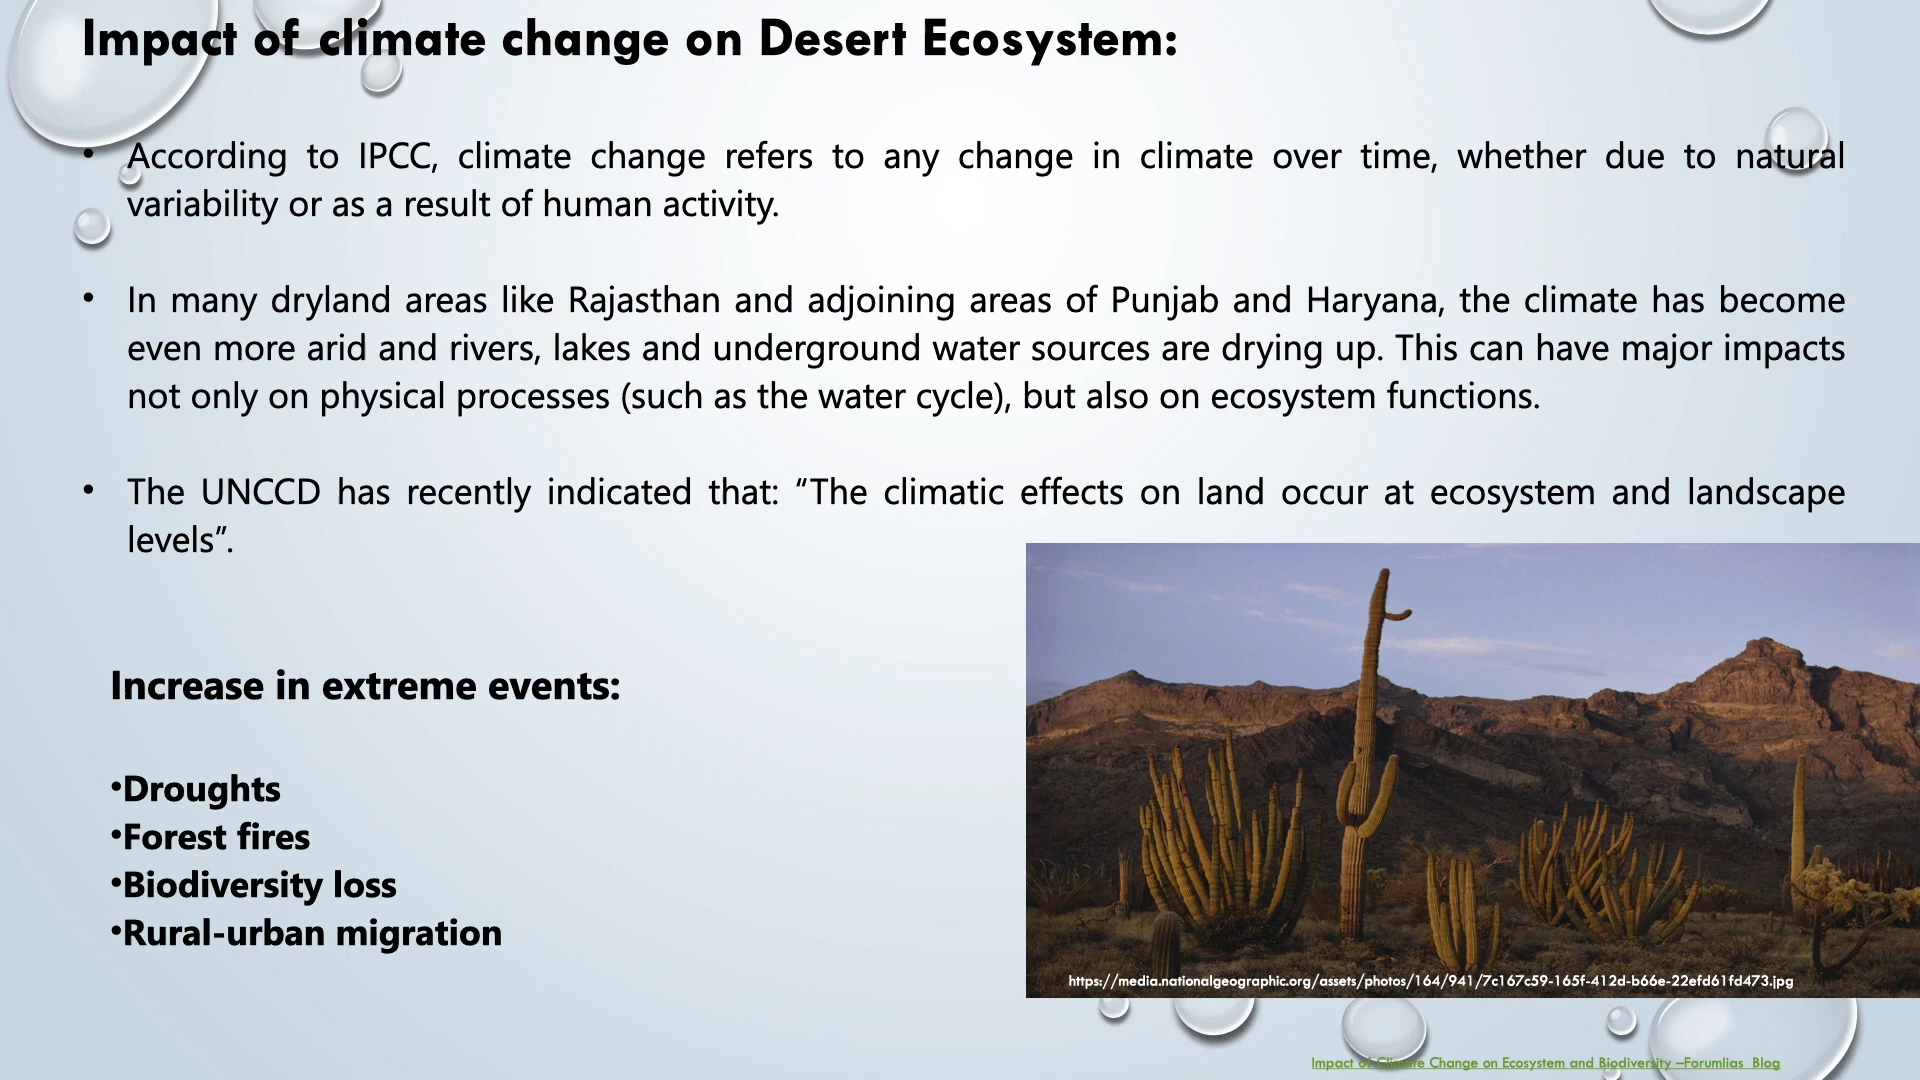 Impact of climate change on Desert Ecosystem:
• According to IPCC, climate change refers to any change in climate over time, whether due to natural
variability or as a result of human activity.
• In many dryland areas like Rajasthan and adjoining areas of Punjab and Haryana, the climate has become
even more arid and rivers, lakes and underground water sources are drying up. This can have major impacts
not only on physical processes (such as the water cycle), but also on ecosystem functions.
• The UNCCD has recently indicated that: “The climatic effects on land occur at ecosystem and landscape
levels”.
Increase in extreme events:
•Droughts
•Forest fires
•Biodiversity loss
•Rural-urban migration
https://media.nationalgeographic.org/assets/photos/164/941/7c167c59-165f-412d-b66e-22efd61fd473.jpg
Impact of Climate Change on Ecosystem and Biodiversity –ForumIias Blog